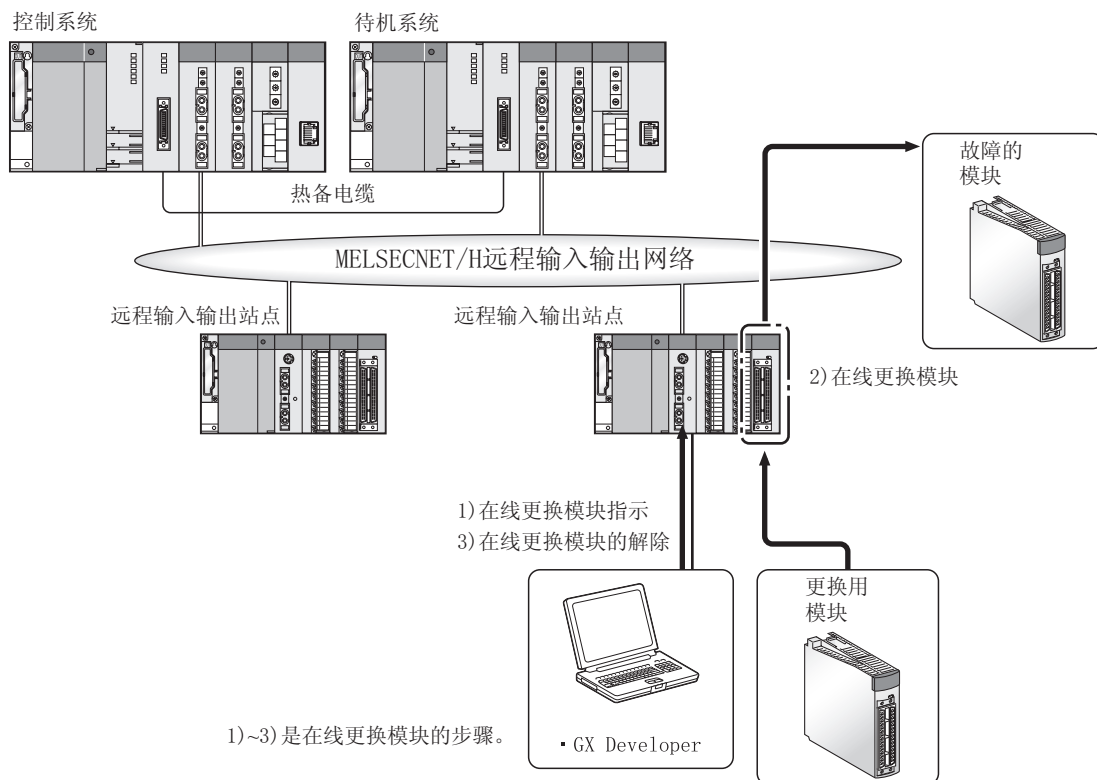 控制系统
待机系统
热备电缆
MELSECNET/H远程输入输出网络
远程输入输出站点
远程输入输出站点
故障的
模块
2)在线更换模块
1)在线更换模块指示
3)在线更换模块的解除
更换用
模块
▪ GX Developer
1)~3)是在线更换模块的步骤。